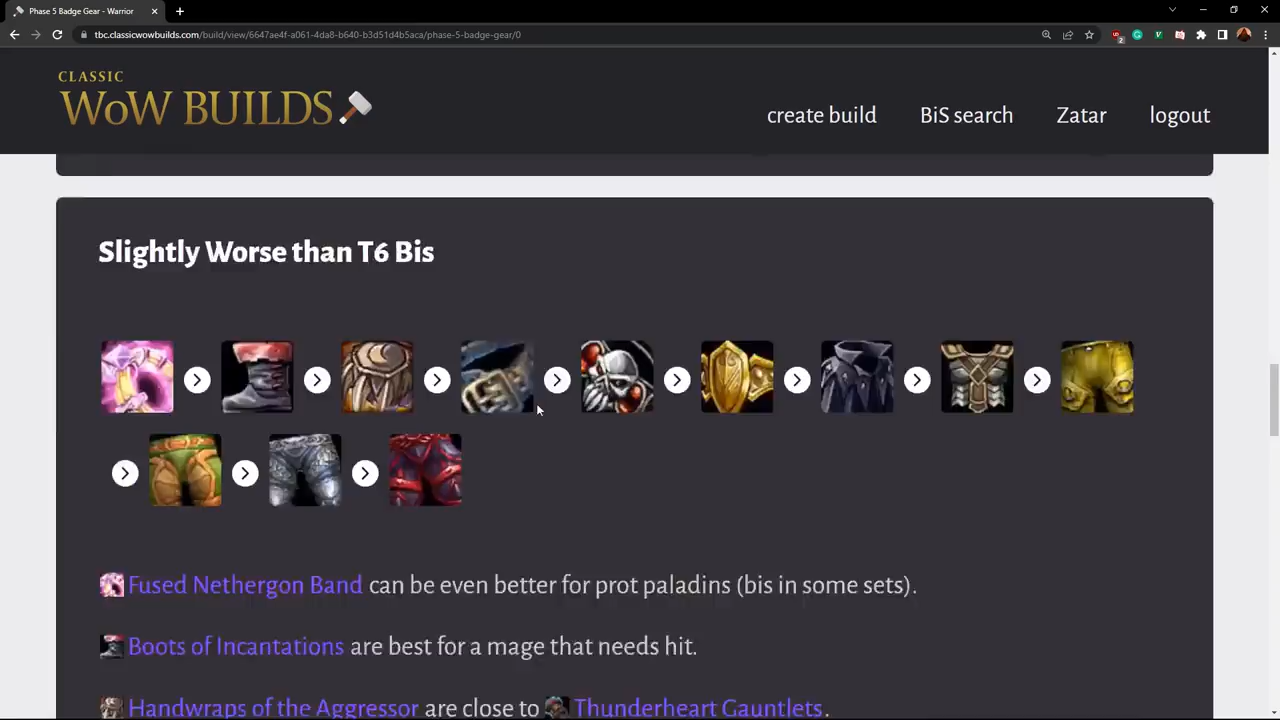 Phase 5 Badge Gear - Warrior
tbc.classicwowbuilds.com/build/view/6647ae4f-a061-4da8-b640-b3d51d4b5aca/phase-5-badge-gear/0
2
CLASSIC
WoW BUILDS
create build
BiS search
Zatar
logout
Slightly Worse than T6 Bis
Fused Nethergon Band can be even better for prot paladins (bis in some sets).
Boots of Incantations are best for a mage that needs hit.
Handwraps of the Aggressor are close to Thunderheart Gauntlets.